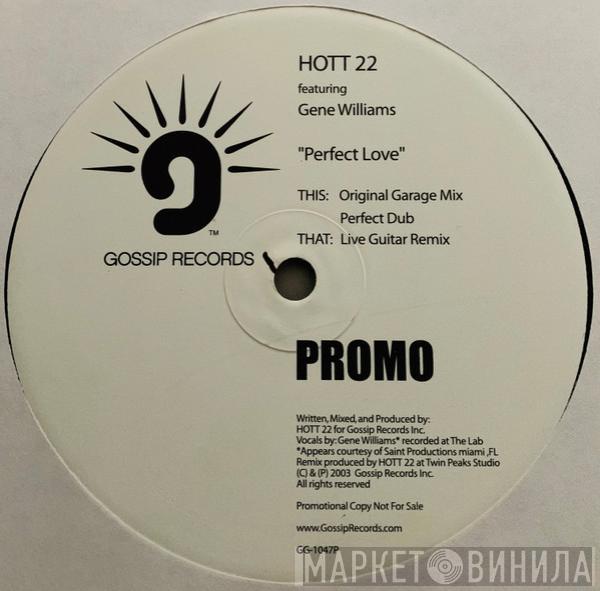 HOTT 22
featuring
Gene Williams
"Perfect Love"
THIS: Original Garage Mix
Perfect Dub
THAT: Live Guitar Remix
TM
GOSSIP RECORDS
PROMO
Written, Mixed, and Produced by:
HOTT 22 for Gossip Records Inc.
Vocals by: Gene Williams* recorded at The Lab
*Appears courtesy of Saint Productions miami ,FL
Remix produced by HOTT 22 at Twin Peaks Studio
(C) & (P) 2003 Gossip Records Inc.
All rights reserved
Promotional Copy Not For Sale
www.GossipRecords.com
GG-1047P
МАРКЕТ ВИНИЛА